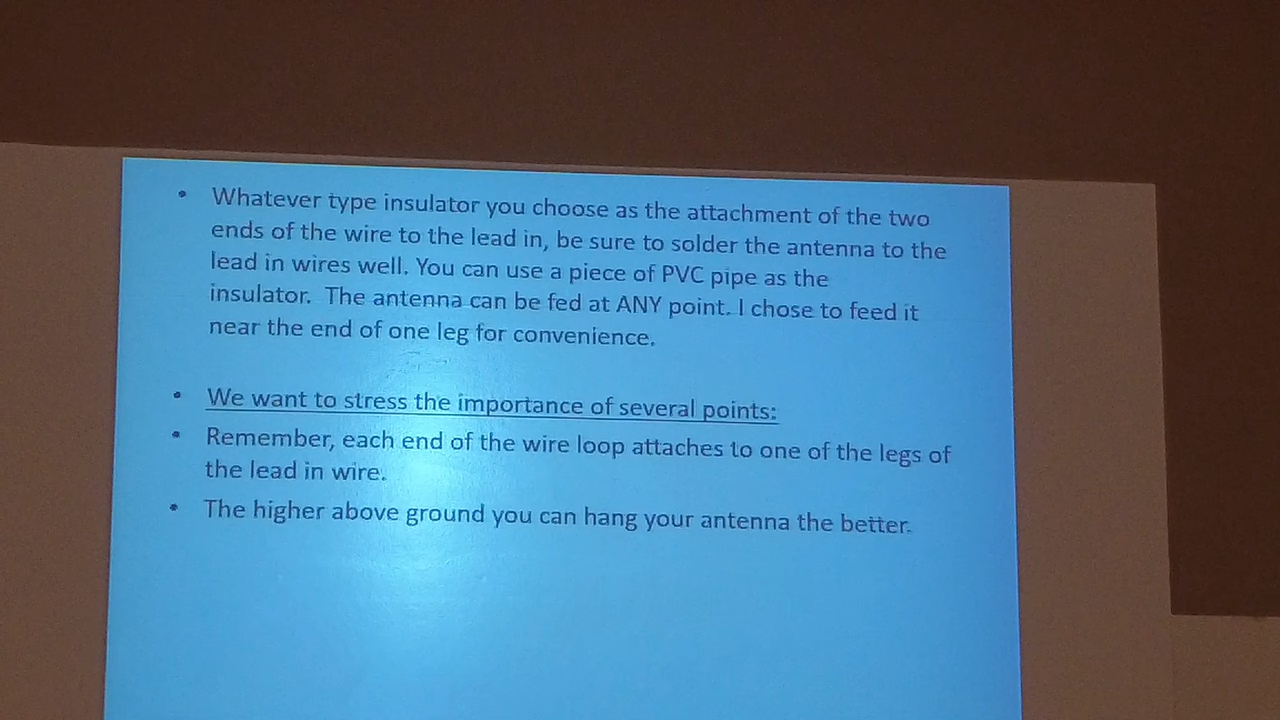 • Whatever type insulator you choose as the attachment of the two
ends of the wire to the lead in, be sure to solder the antenna to the
lead in wires well. You can use a piece of PVC pipe as the
insulator.  The antenna can be fed at ANY point. I chose to feed it
near the end of one leg for convenience.
• We want to stress the importance of several points:
• Remember, each end of the wire loop attaches to one of the legs of
the lead in wire.
• The higher above ground you can hang your antenna the better.